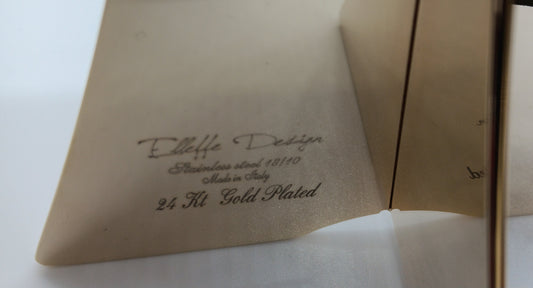 Elleffe Design
Stainless steel 18/10
Made in Italy
24 Kt Gold Plated